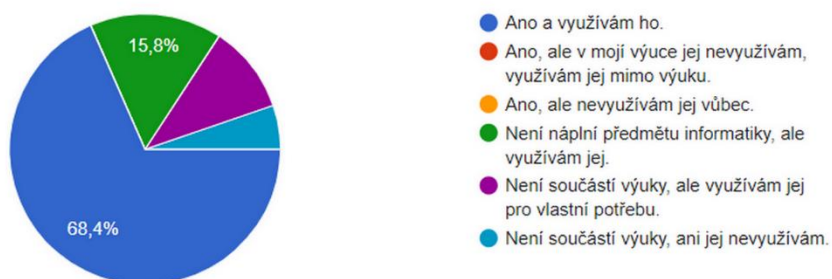 15,8%
68,4%
Ano a využívám ho.
Ano, ale v mojí výuce jej nevyužívám,
využívám jej mimo výuku.
Ano, ale nevyužívám jej vůbec.
Není náplní předmětu informatiky, ale
využívám jej.
Není součástí výuky, ale využívám jej
pro vlastní potřebu.
Není součástí výuky, ani jej nevyužívám.